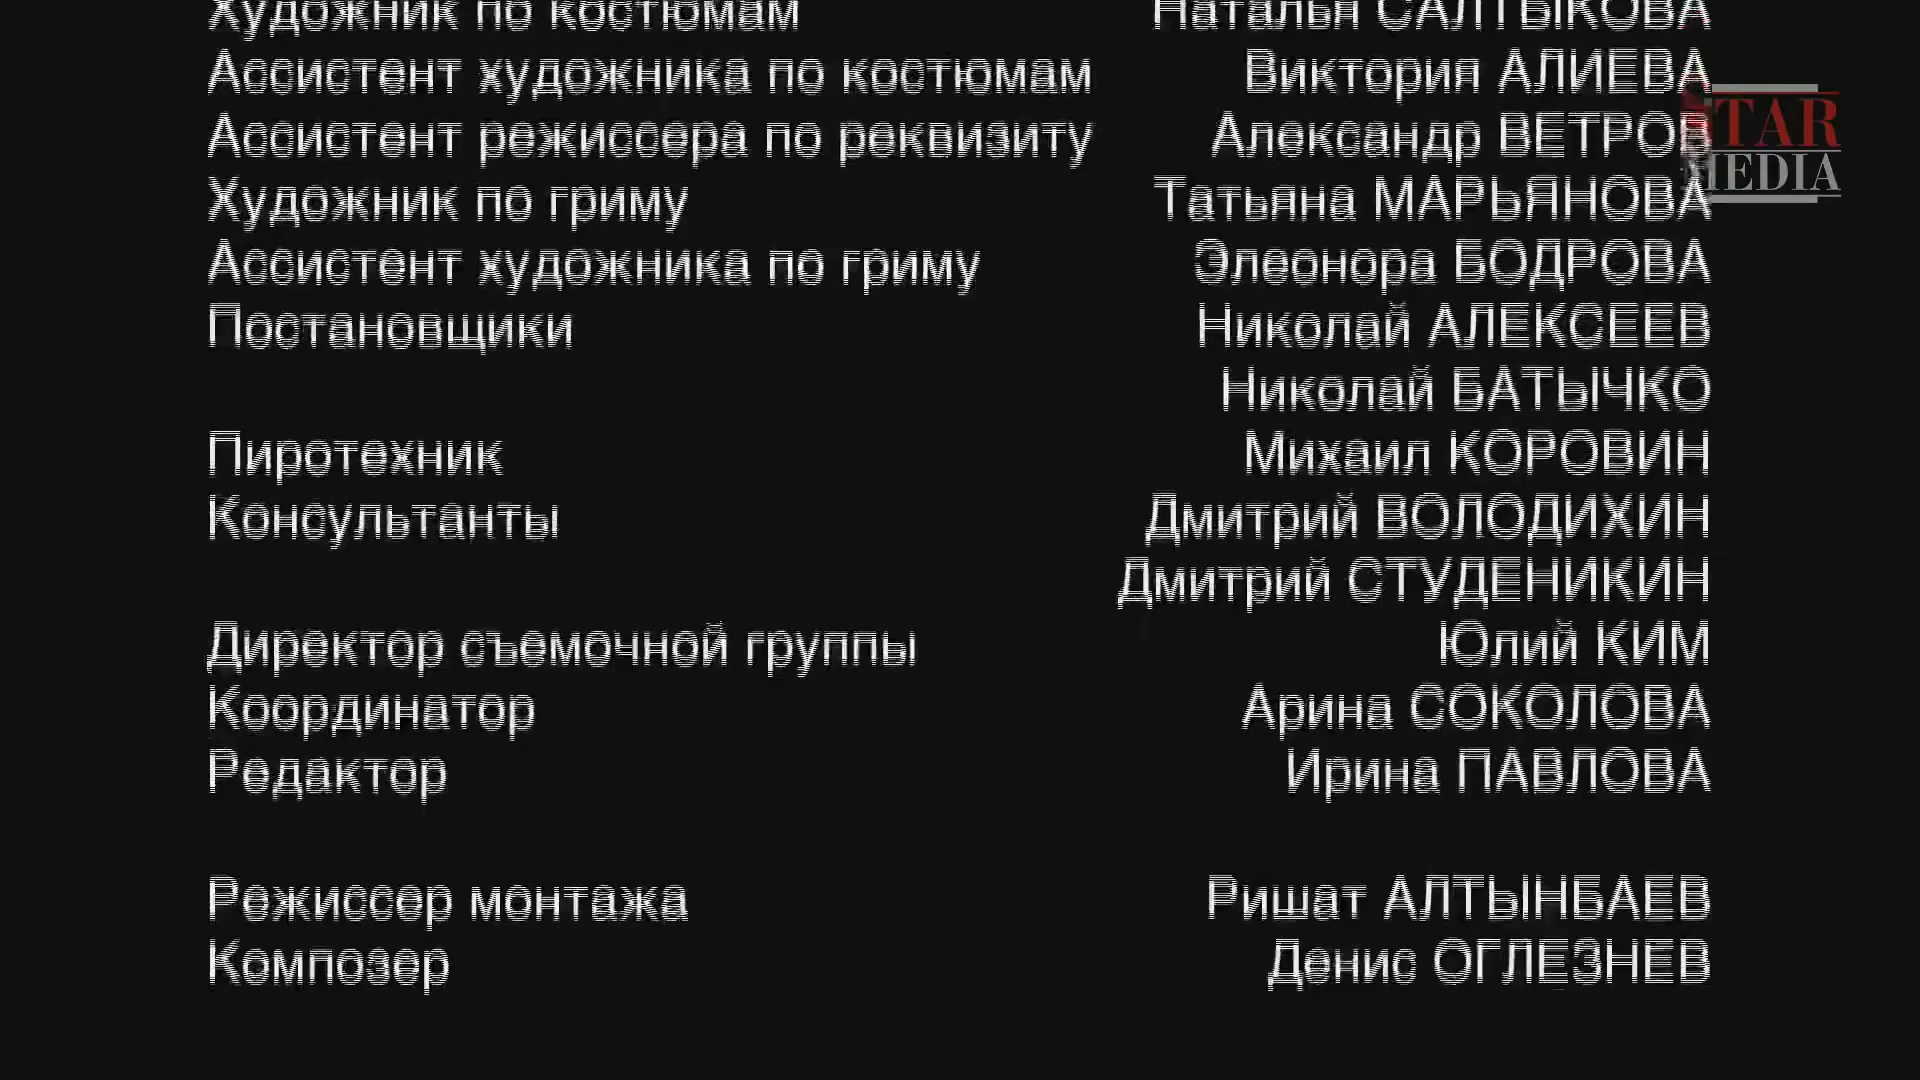 Художник по костюмам Наталья САЛТЫКОВА
Ассистент художника по костюмам Виктория АЛИЕВА
Ассистент режиссера по реквизиту Александр ВЕТРОВ
Художник по гриму Татьяна МАРЬЯНОВА
Ассистент художника по гриму Элеонора БОДРОВА
Постановщики Николай АЛЕКСЕЕВ
Николай БАТЫЧКО
Пиротехник Михаил КОРОВИН
Консультанты Дмитрий ВОЛОДИХИН
Дмитрий СТУДЕНИКИН
Директор съемочной группы Юлий КИМ
Координатор Арина СОКОЛОВА
Редактор Ирина ПАВЛОВА
Режиссер монтажа Ришат АЛТЫНБАЕВ
Композер Денис ОГЛЕЗНЕВ
STAR
MEDIA